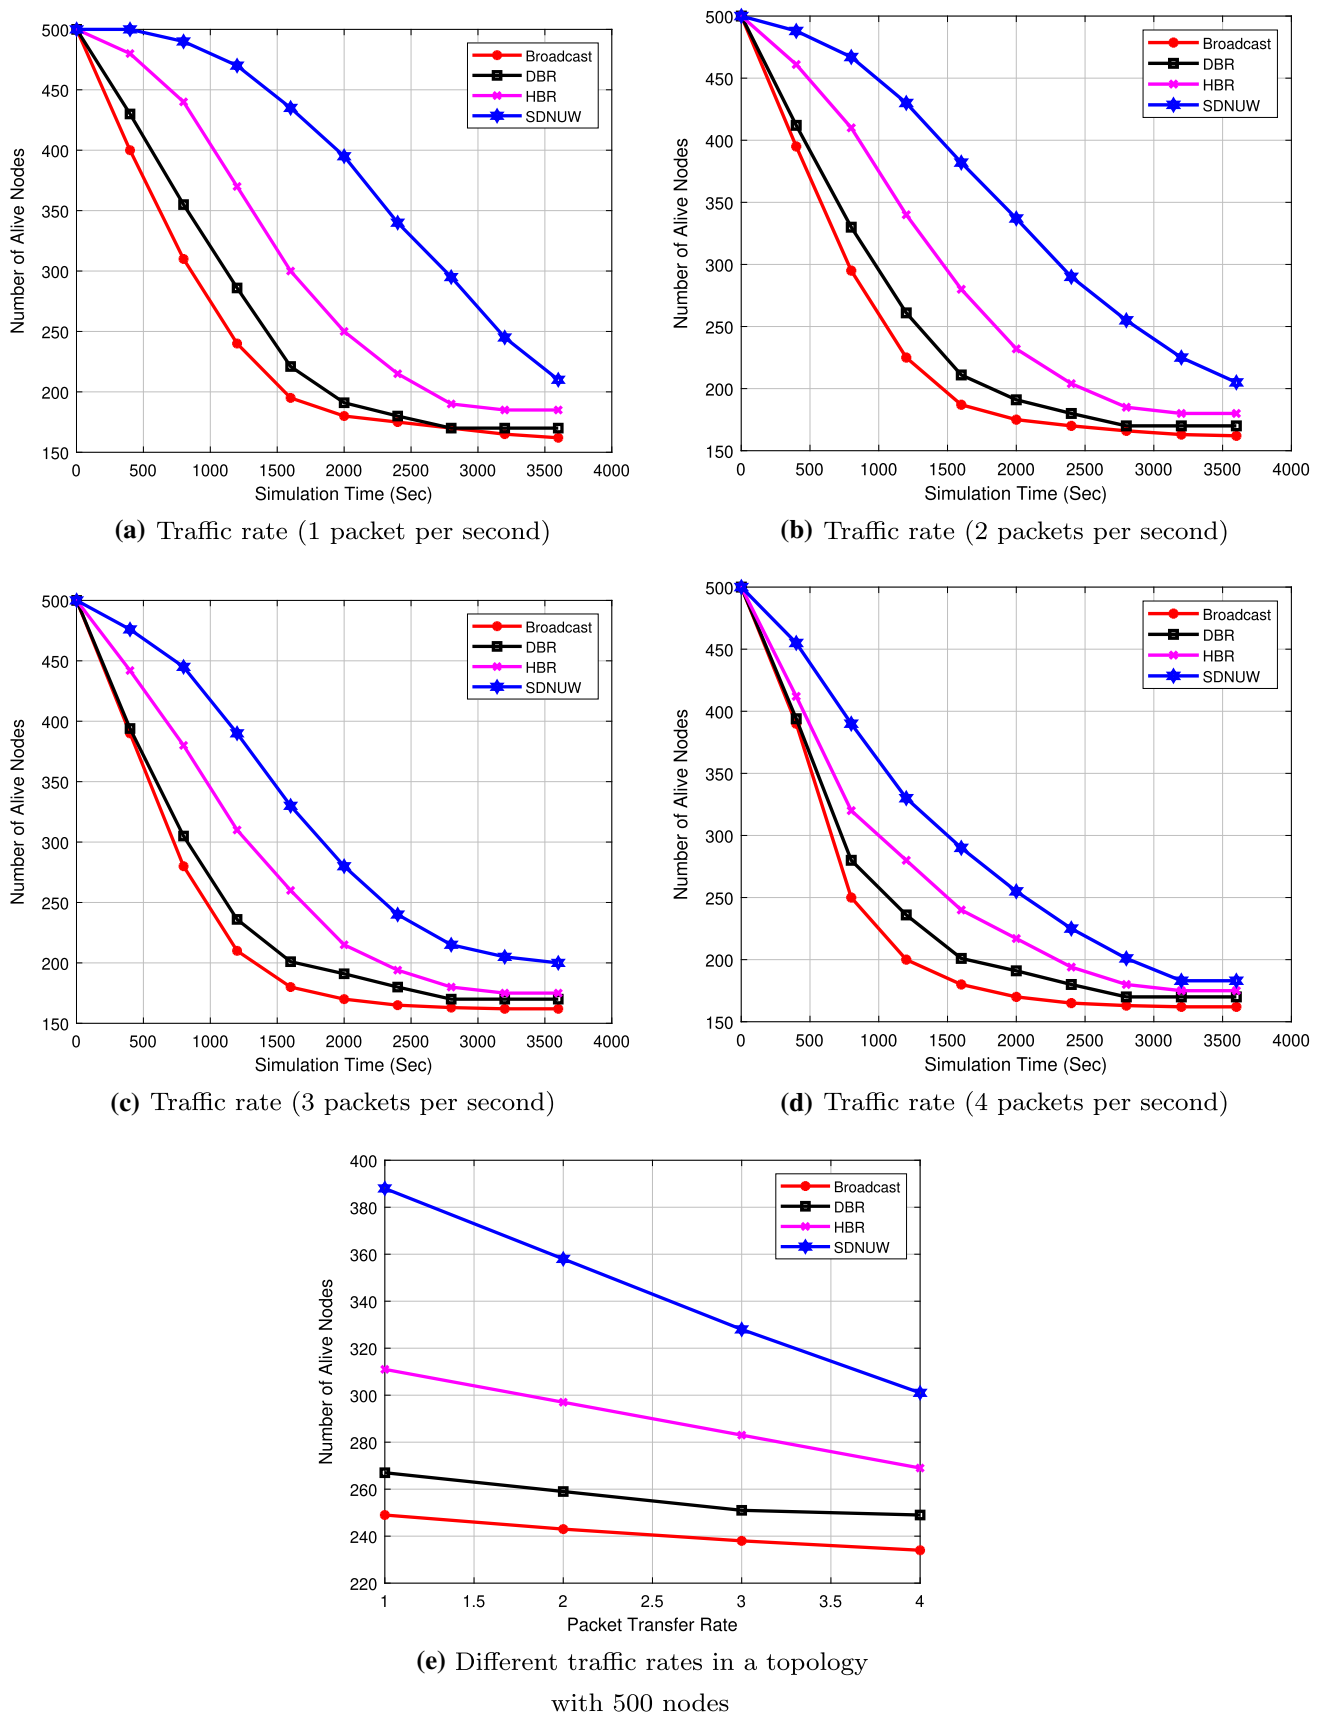 500
450
400
350
300
250
200
150
0 500 1000 1500 2000 2500 3000 3500 4000
Number of Alive Nodes
Simulation Time (Sec)
Broadcast
DBR
HBR
SDNUW
(a) Traffic rate (1 packet per second)
500
450
400
350
300
250
200
150
0 500 1000 1500 2000 2500 3000 3500 4000
Number of Alive Nodes
Simulation Time (Sec)
Broadcast
DBR
HBR
SDNUW
(b) Traffic rate (2 packets per second)
500
450
400
350
300
250
200
150
0 500 1000 1500 2000 2500 3000 3500 4000
Number of Alive Nodes
Simulation Time (Sec)
Broadcast
DBR
HBR
SDNUW
(c) Traffic rate (3 packets per second)
500
450
400
350
300
250
200
150
0 500 1000 1500 2000 2500 3000 3500 4000
Number of Alive Nodes
Simulation Time (Sec)
Broadcast
DBR
HBR
SDNUW
(d) Traffic rate (4 packets per second)
400
380
360
340
320
300
280
260
240
220
1 1.5 2 2.5 3 3.5 4
Number of Alive Nodes
Packet Transfer Rate
Broadcast
DBR
HBR
SDNUW
(e) Different traffic rates in a topology
with 500 nodes